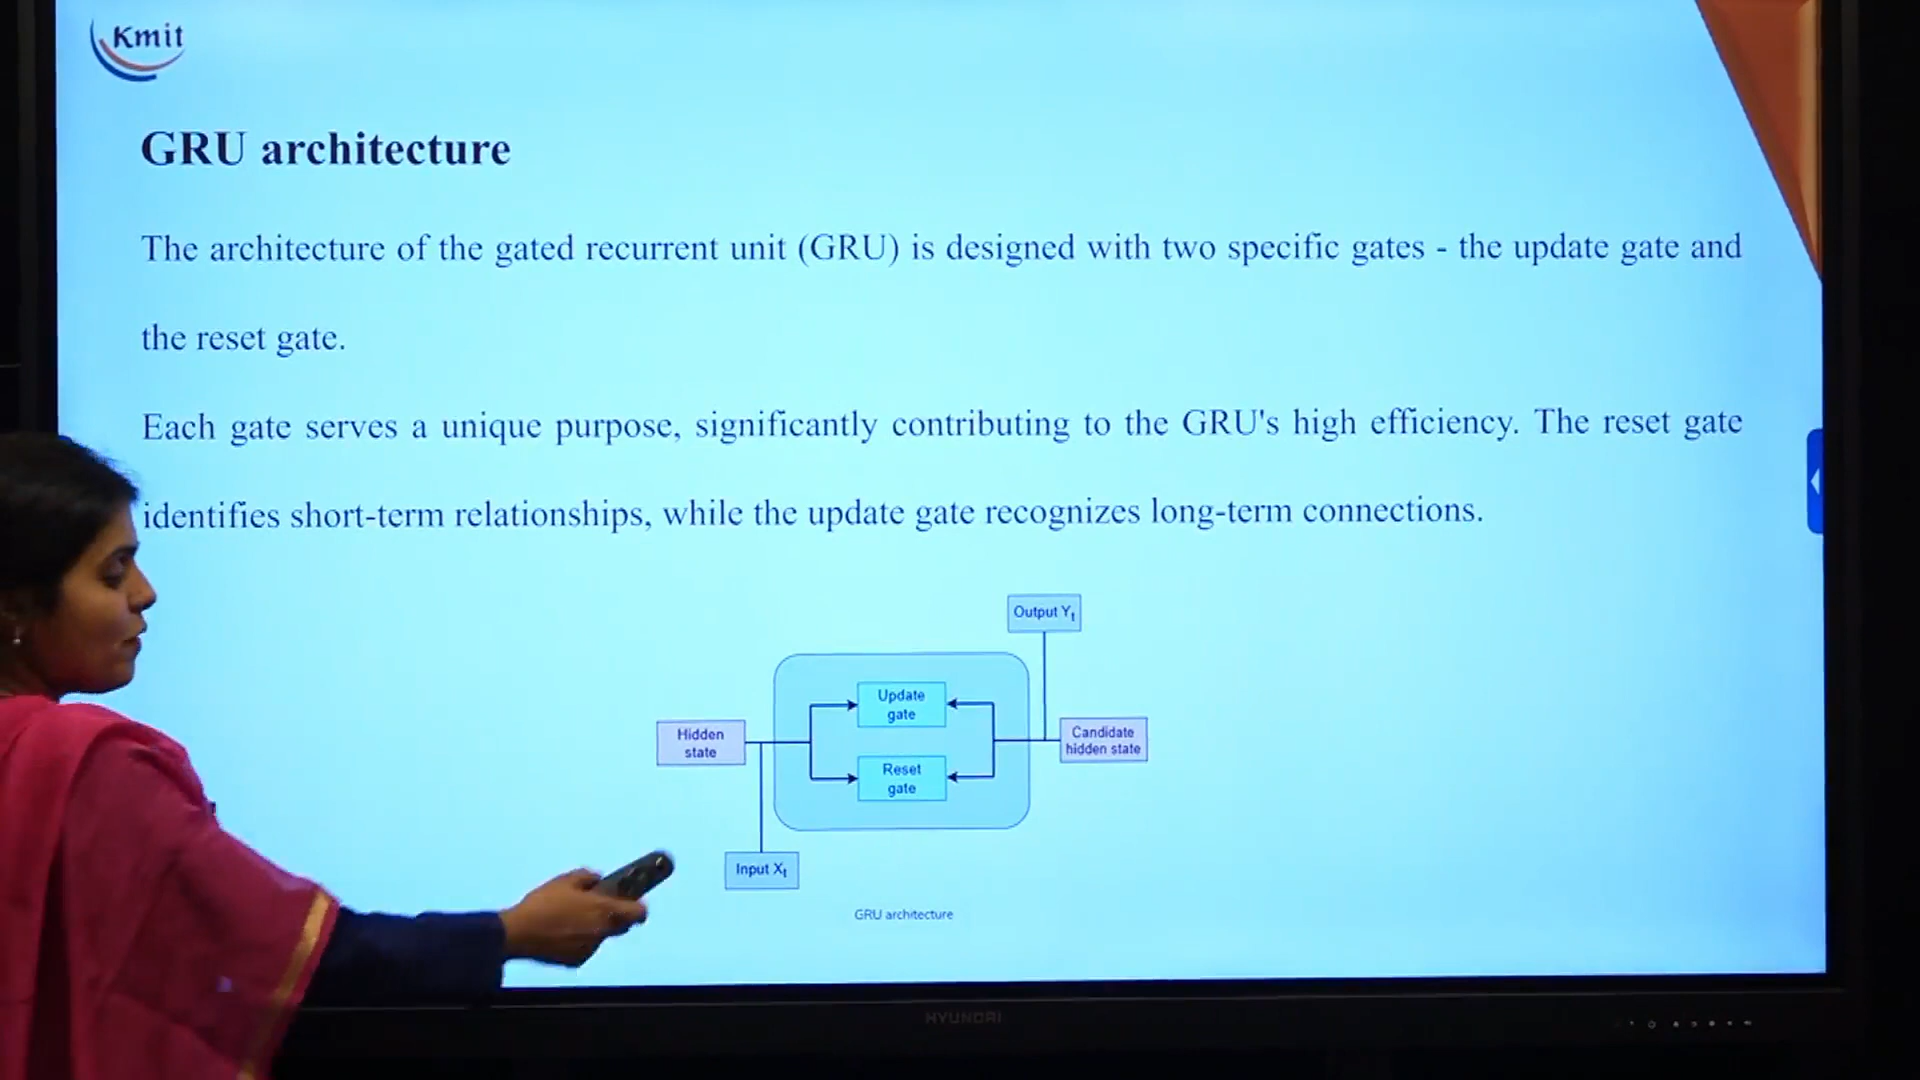 Kmit
GRU architecture
The architecture of the gated recurrent unit (GRU) is designed with two specific gates - the update gate and
the reset gate.
Each gate serves a unique purpose, significantly contributing to the GRU's high efficiency. The reset gate
identifies short-term relationships, while the update gate recognizes long-term connections.
Output Yt
Update
gate
Hidden
state
Candidate
hidden state
Reset
gate
Input Xt
GRU architecture
HYUNDAI